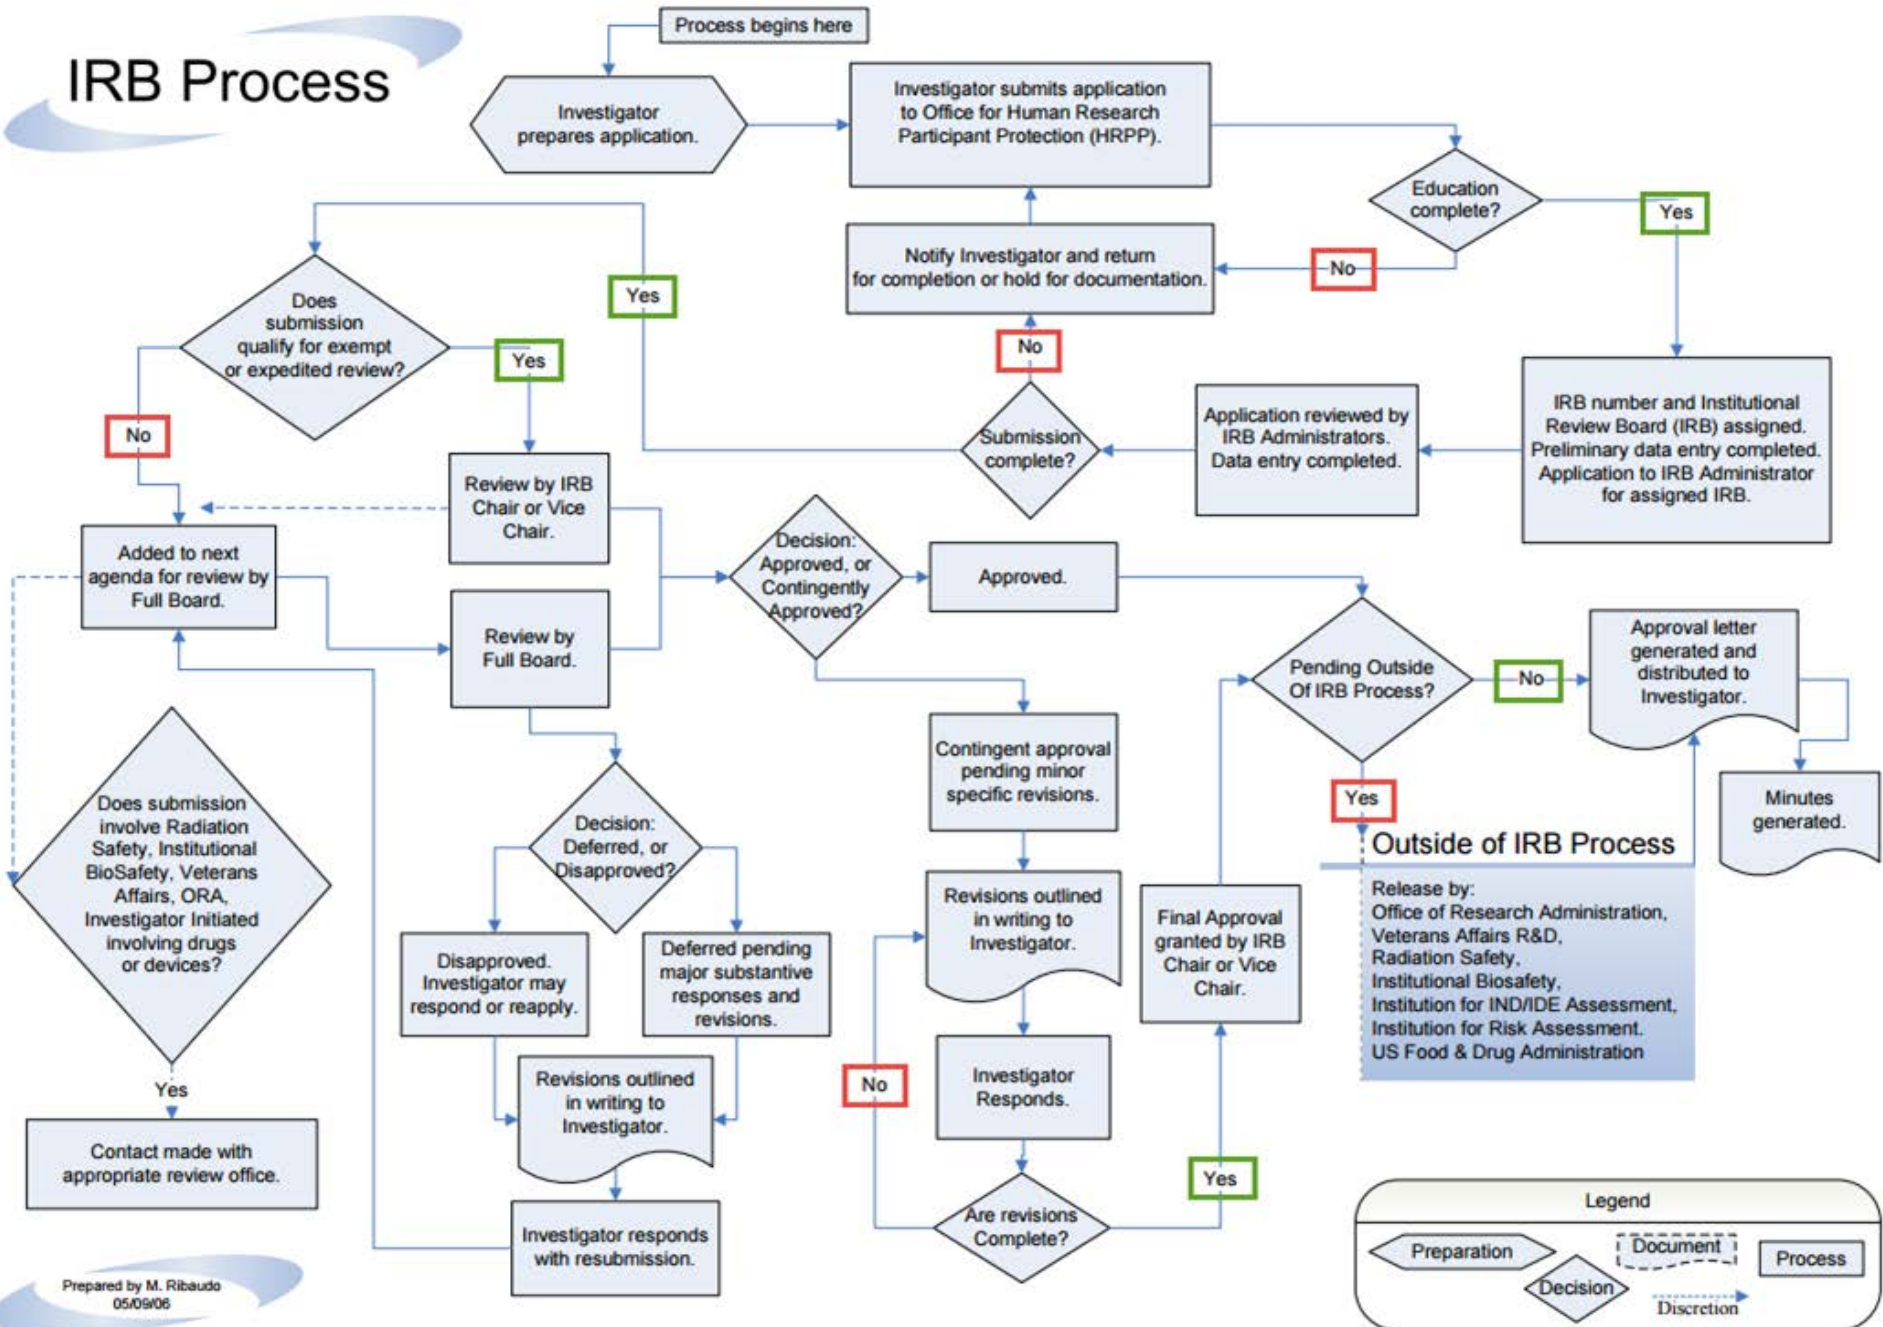 IRB Process
Process begins here
Investigator
prepares application.
Investigator submits application
to Office for Human Research
Participant Protection (HRPP).
Education
complete?
Yes
No
Notify Investigator and return
for completion or hold for documentation.
No
IRB number and Institutional
Review Board (IRB) assigned.
Preliminary data entry completed.
Application to IRB Administrator
for assigned IRB.
Application reviewed by
IRB Administrators.
Data entry completed.
Submission
complete?
Yes
Does
submission
qualify for exempt
or expedited review?
Yes
No
Review by IRB
Chair or Vice
Chair.
Added to next
agenda for review by
Full Board.
Review by
Full Board.
Decision:
Approved, or
Contingently
Approved?
Approved.
Pending Outside
Of IRB Process?
No
Approval letter
generated and
distributed to
Investigator.
Minutes
generated.
Yes
Outside of IRB Process
Release by:
Office of Research Administration,
Veterans Affairs R&D,
Radiation Safety,
Institutional Biosafety,
Institution for IND/IDE Assessment,
Institution for Risk Assessment.
US Food & Drug Administration
Contingent approval
pending minor
specific revisions.
Revisions outlined
in writing to
Investigator.
Investigator
Responds.
Are revisions
Complete?
No
Yes
Final Approval
granted by IRB
Chair or Vice
Chair.
Decision:
Deferred, or
Disapproved?
Disapproved.
Investigator may
respond or reapply.
Deferred pending
major substantive
responses and
revisions.
Revisions outlined
in writing to
Investigator.
Investigator responds
with resubmission.
Does submission
involve Radiation
Safety, Institutional
BioSafety, Veterans
Affairs, ORA,
Investigator Initiated
involving drugs
or devices?
Yes
Contact made with
appropriate review office.
Prepared by M. Ribaudo
05/09/06
Legend
Preparation
Document
Process
Decision
Discretion